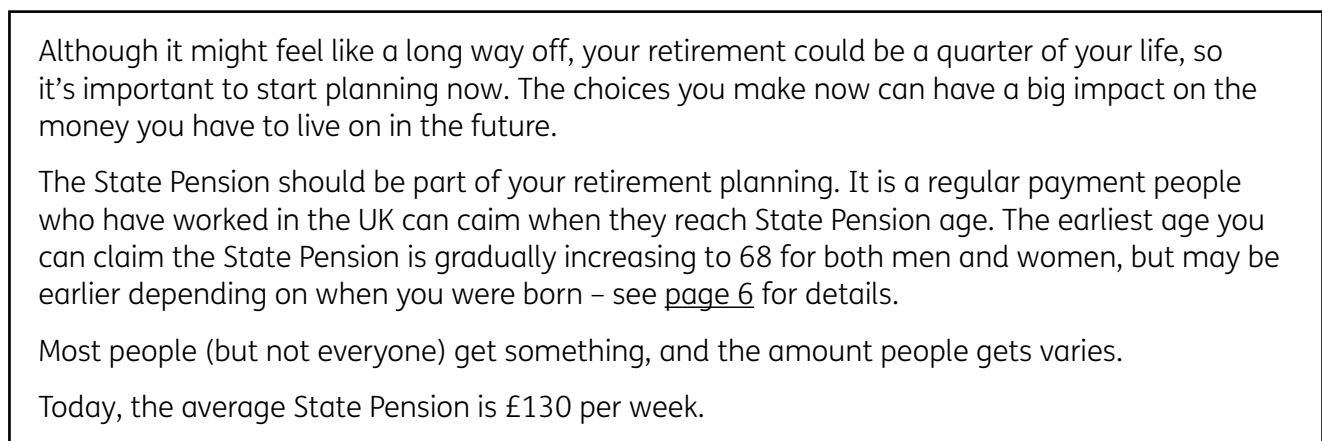 Although it might feel like a long way off, your retirement could be a quarter of your life, so
it's important to start planning now. The choices you make now can have a big impact on the
money you have to live on in the future.
The State Pension should be part of your retirement planning. It is a regular payment people
who have worked in the UK can caim when they reach State Pension age. The earliest age you
can claim the State Pension is gradually increasing to 68 for both men and women, but may be
earlier depending on when you were born – see page 6 for details.
Most people (but not everyone) get something, and the amount people gets varies.
Today, the average State Pension is £130 per week.